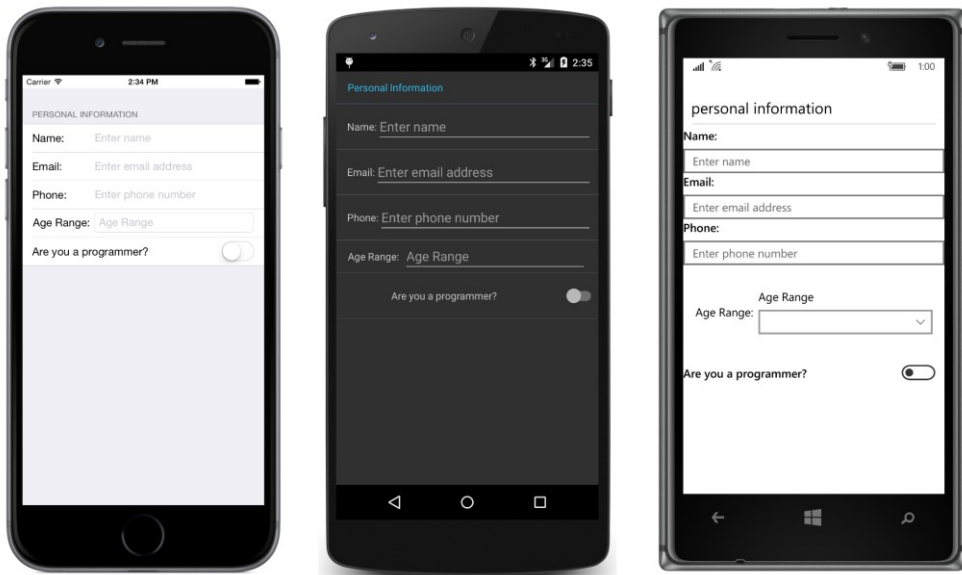 Carrier 2:34 PM
PERSONAL INFORMATION
Name: Enter name
Email: Enter email address
Phone: Enter phone number
Age Range: Age Range
Are you a programmer?
3G 2:35
Personal Information
Name: Enter name
Email: Enter email address
Phone: Enter phone number
Age Range: Age Range
Are you a programmer?
1:00
personal information
Name:
Enter name
Email:
Enter email address
Phone:
Enter phone number
Age Range
Age Range:
Are you a programmer?